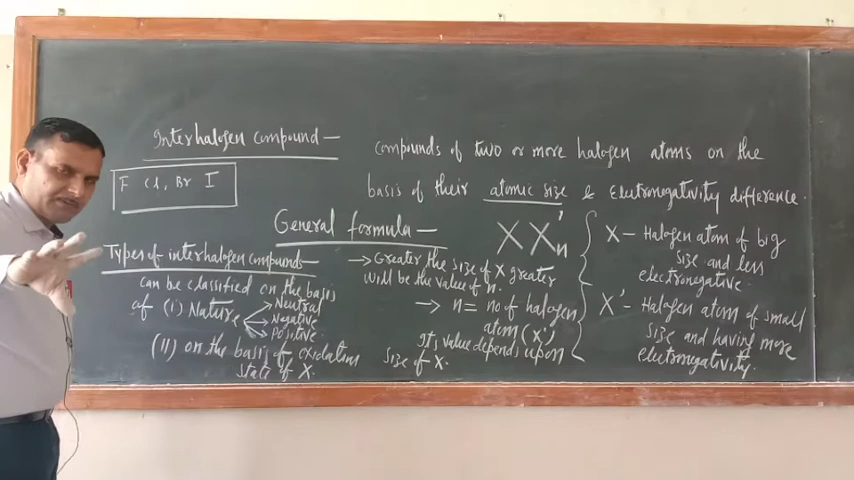 Interhalogen compound —
compounds of two or more halogen atoms on the
basis of their atomic size & Electronegativity difference.
F Cl, Br I
General formula —
XX'n
X - Halogen atom of big
size and less
electronegative.
X' - Halogen atom of small
size and having more
electronegativity.
→ Greater the size of X greater
will be the value of n.
→ n = no of halogen
atom (X')
Its value depends upon
size of X.
Types of interhalogen compounds —
can be classified on the basis
of (i) Nature
Neutral
Negative
Positive
(II) on the basis of oxidation
state of X.